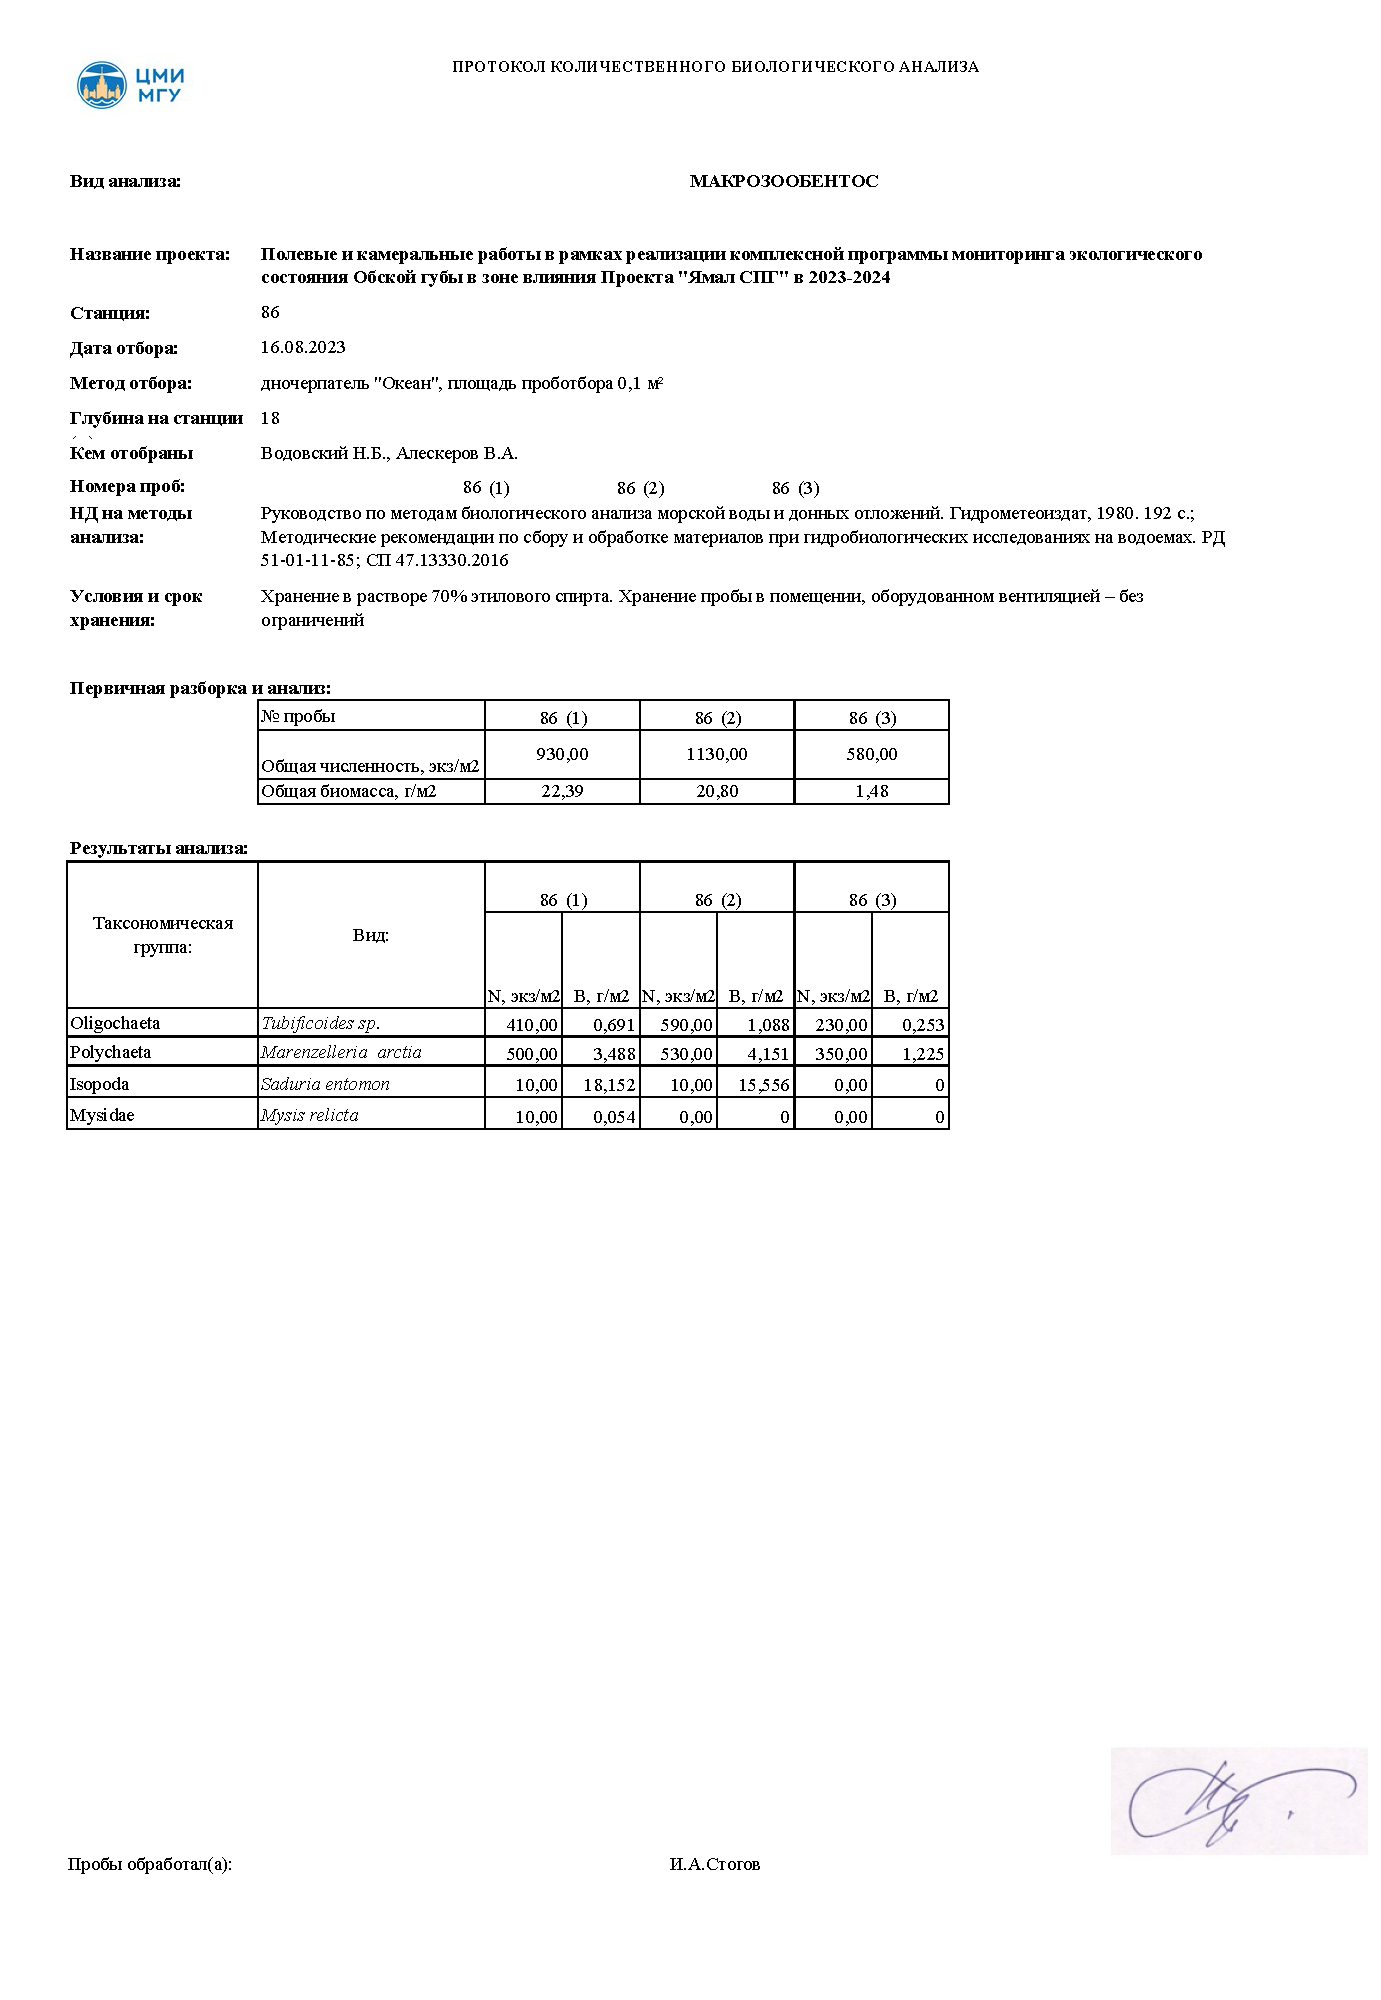 ЦМИ
МГУ
ПРОТОКОЛ КОЛИЧЕСТВЕННОГО БИОЛОГИЧЕСКОГО АНАЛИЗА
Вид анализа: МАКРОЗООБЕНТОС
Название проекта: Полевые и камеральные работы в рамках реализации комплексной программы мониторинга экологического
состояния Обской губы в зоне влияния Проекта "Ямал СПГ" в 2023-2024
Станция: 86
Дата отбора: 16.08.2023
Метод отбора: дночерпатель "Океан", площадь проботбора 0,1 м²
Глубина на станции 18
Кем отобраны Водовский Н.Б., Алескеров В.А.
Номера проб: 86 (1) 86 (2) 86 (3)
НД на методы Руководство по методам биологического анализа морской воды и донных отложений. Гидрометеоиздат, 1980. 192 с.;
анализа: Методические рекомендации по сбору и обработке материалов при гидробиологических исследованиях на водоемах. РД
51-01-11-85; СП 47.13330.2016
Условия и срок Хранение в растворе 70% этилового спирта. Хранение пробы в помещении, оборудованном вентиляцией – без
хранения: ограничений
Первичная разборка и анализ:
№ пробы 86 (1) 86 (2) 86 (3)
Общая численность, экз/м2 930,00 1130,00 580,00
Общая биомасса, г/м2 22,39 20,80 1,48
Результаты анализа:
Таксономическая группа: Вид: 86 (1) 86 (2) 86 (3)
N, экз/м2 B, г/м2 N, экз/м2 B, г/м2 N, экз/м2 B, г/м2
Oligochaeta Tubificoides sp. 410,00 0,691 590,00 1,088 230,00 0,253
Polychaeta Marenzelleria arctia 500,00 3,488 530,00 4,151 350,00 1,225
Isopoda Saduria entomon 10,00 18,152 10,00 15,556 0,00 0
Mysidae Mysis relicta 10,00 0,054 0,00 0 0,00 0
Пробы обработал(а): И.А.Стогов